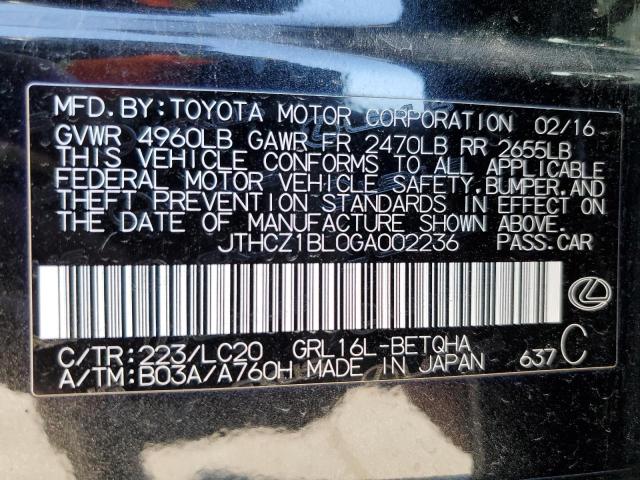 MFD. BY: TOYOTA MOTOR CORPORATION 02/16
GVWR 4960LB GAWR FR 2470LB RR 2655LB
THIS VEHICLE CONFORMS TO ALL APPLICABLE
FEDERAL MOTOR VEHICLE SAFETY, BUMPER, AND
THEFT PREVENTION STANDARDS IN EFFECT ON
THE DATE OF MANUFACTURE SHOWN ABOVE.
JTHCZ1BL0GA002236 PASS. CAR
C/TR: 223/LC20 GRL16L-BETQHA
A/TM: B03A/A760H MADE IN JAPAN 637 C